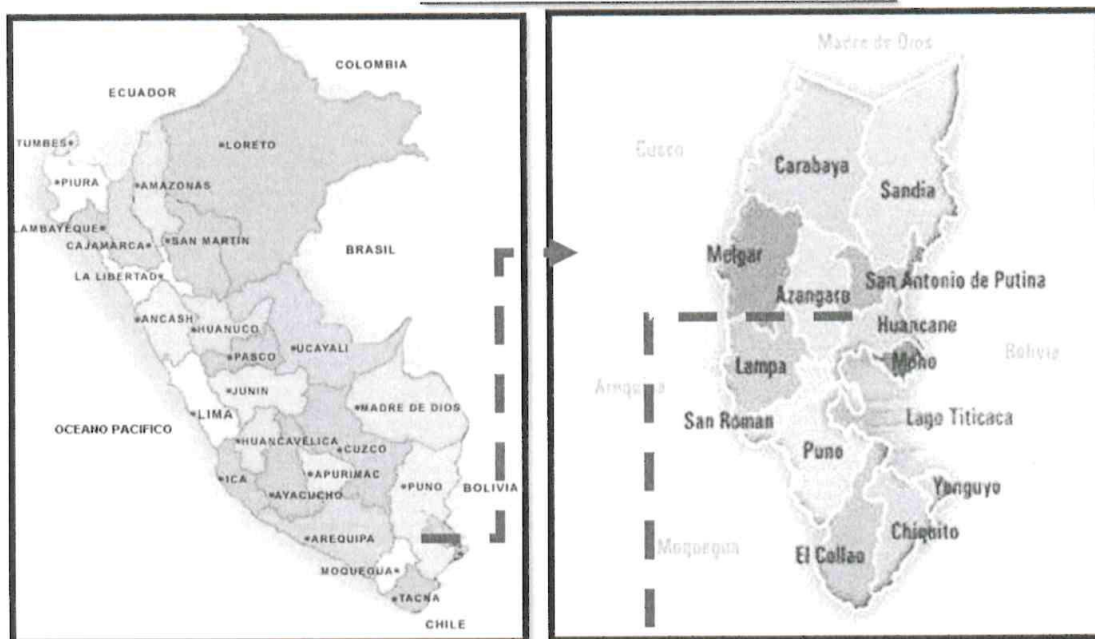 COLOMBIA
ECUADOR
TUMBES
LORETO
PIURA
AMAZONAS
LAMBAYEQUE
CAJAMARCA
SAN MARTÍN
BRASIL
LA LIBERTAD
ANCASH
HUANUCO
UCAYALI
PASCO
JUNIN
LIMA
MADRE DE DIOS
OCEANO PACIFICO
HUANCAVELICA
CUZCO
ICA
APURIMAC
PUNO
BOLIVIA
AYACUCHO
AREQUIPA
MOQUEGUA
TACNA
CHILE
Madre de Dios
Cusco
Carabaya
Sandia
Melgar
San Antonio de Putina
Azangaro
Huancane
Moho
Bolivia
Lampa
Arequipa
San Roman
Lago Titicaca
Puno
Yunguyo
Chiquito
Moquegua
El Collao